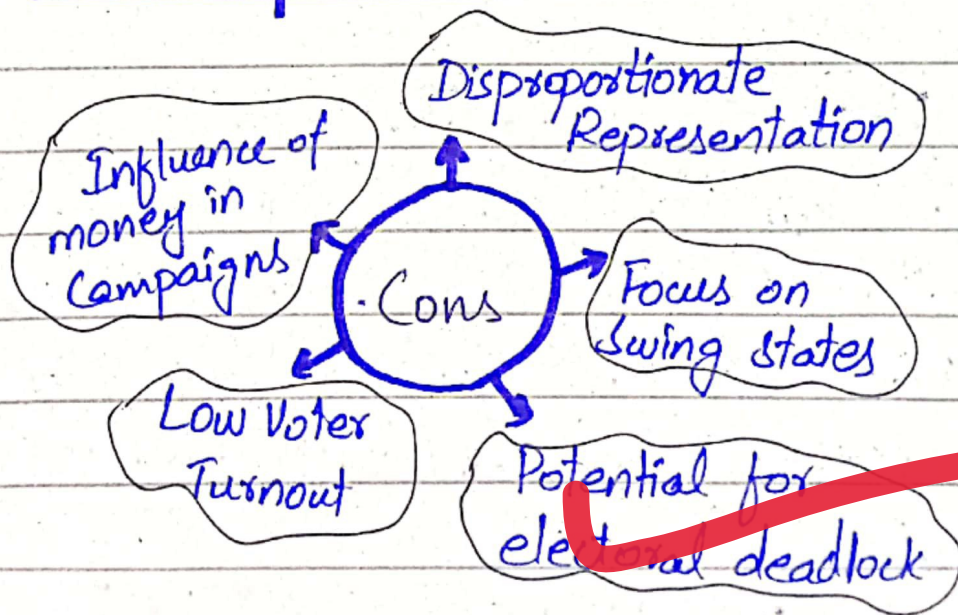 Disproportionate
Representation
Influence of
money in
Campaigns
Cons
Focus on
Swing states
Low Voter
Turnout
Potential for
electoral deadlock